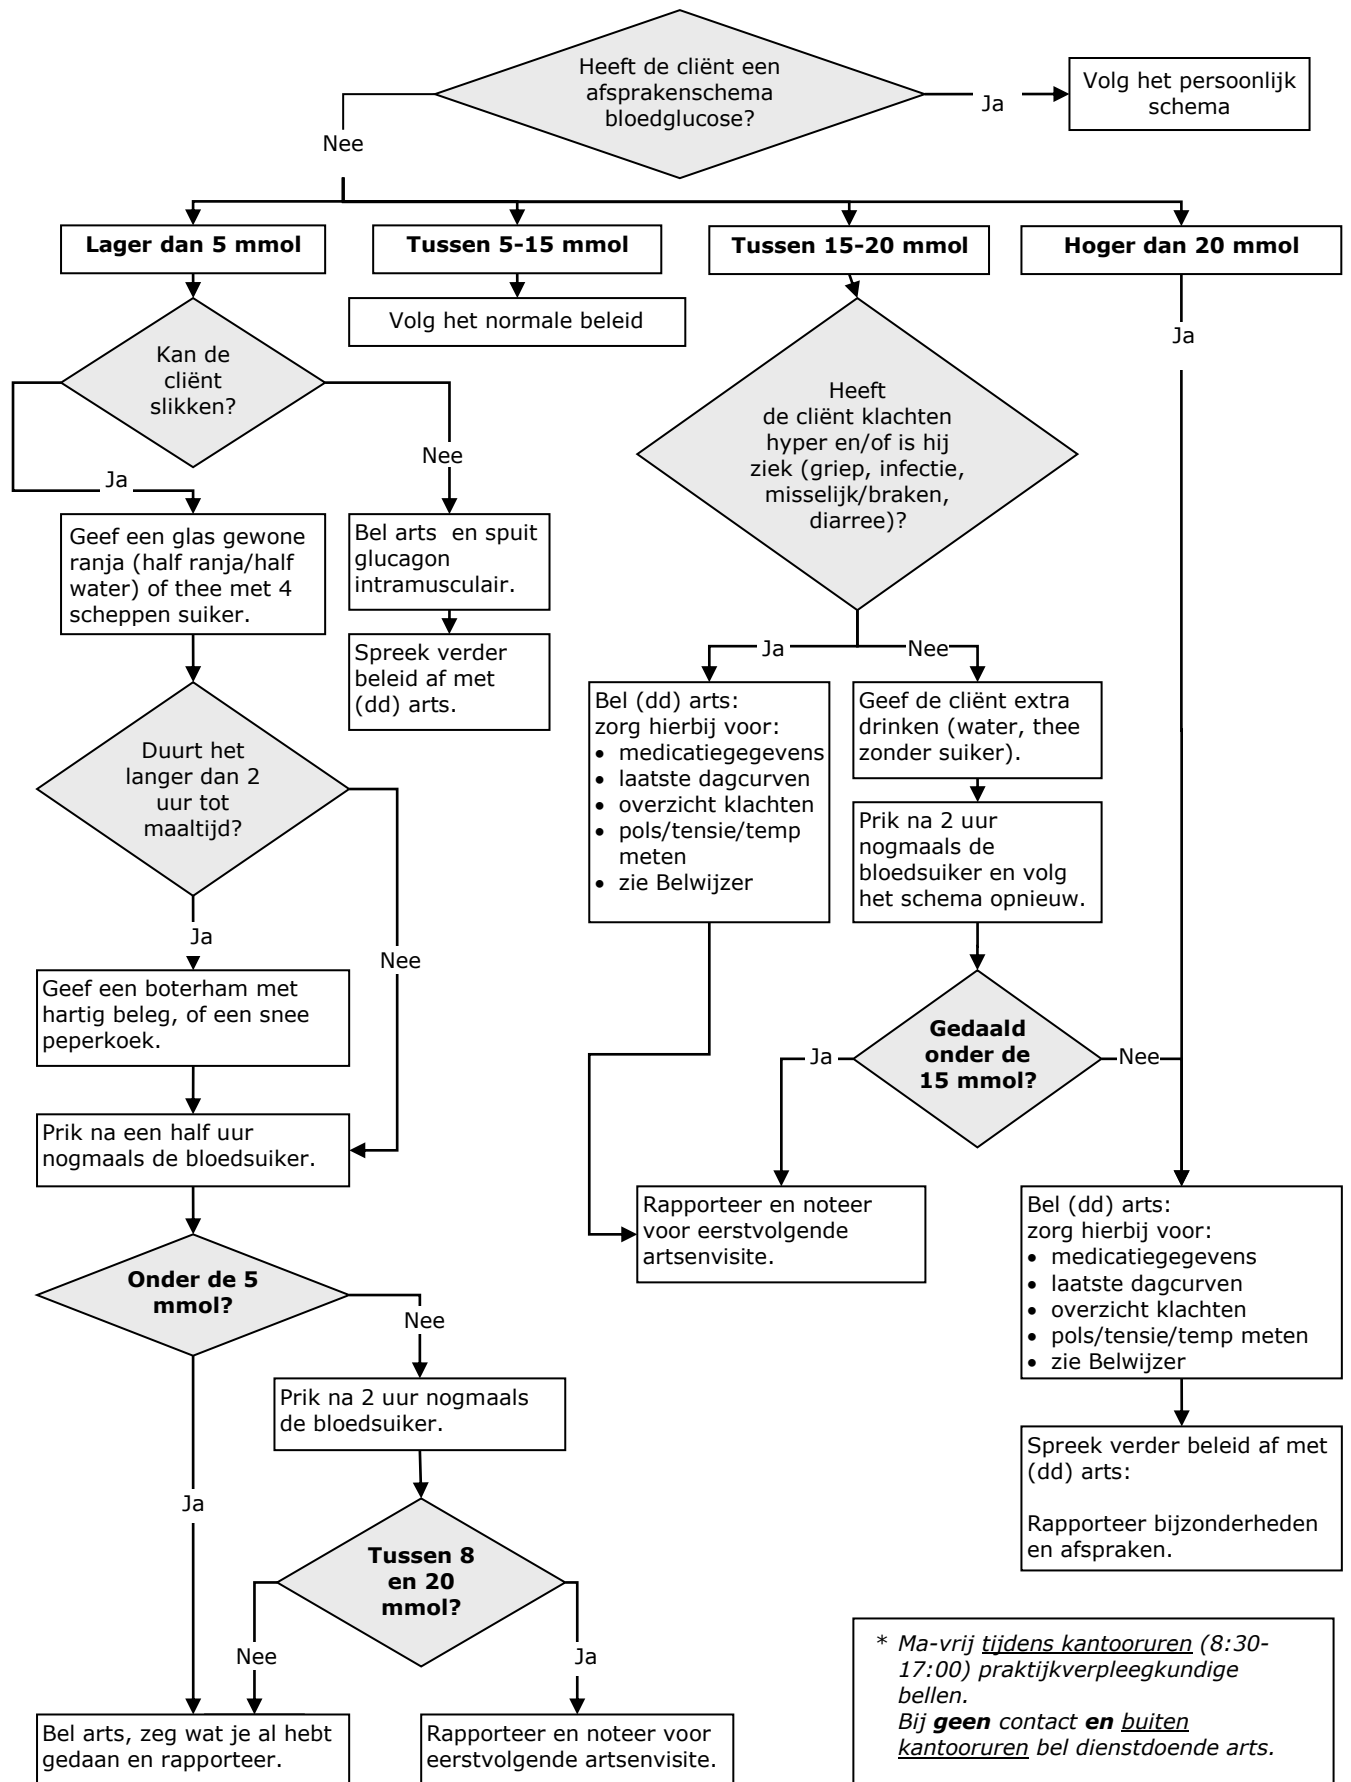 Heeft de cliënt een
afsprakenschema
bloedglucose?
Ja
Volg het persoonlijk
schema
Nee
Lager dan 5 mmol
Tussen 5-15 mmol
Tussen 15-20 mmol
Hoger dan 20 mmol
Volg het normale beleid
Ja
Kan de
cliënt
slikken?
Heeft
de cliënt klachten
hyper en/of is hij
ziek (griep, infectie,
misselijk/braken,
diarree)?
Ja
Nee
Geef een glas gewone
ranja (half ranja/half
water) of thee met 4
scheppen suiker.
Bel arts  en spuit
glucagon
intramusculair.
Spreek verder
beleid af met
(dd) arts.
Ja
Nee
Bel (dd) arts:
zorg hierbij voor:
• medicatiegegevens
• laatste dagcurven
• overzicht klachten
• pols/tensie/temp
meten
• zie Belwijzer
Geef de cliënt extra
drinken (water, thee
zonder suiker).
Prik na 2 uur
nogmaals de
bloedsuiker en volg
het schema opnieuw.
Duurt het
langer dan 2
uur tot
maaltijd?
Ja
Nee
Geef een boterham met
hartig beleg, of een snee
peperkoek.
Gedaald
onder de
15 mmol?
Ja
Nee
Prik na een half uur
nogmaals de bloedsuiker.
Rapporteer en noteer
voor eerstvolgende
artsenvisite.
Bel (dd) arts:
zorg hierbij voor:
• medicatiegegevens
• laatste dagcurven
• overzicht klachten
• pols/tensie/temp meten
• zie Belwijzer
Onder de 5
mmol?
Nee
Prik na 2 uur nogmaals
de bloedsuiker.
Spreek verder beleid af met
(dd) arts:
Rapporteer bijzonderheden
en afspraken.
Ja
Tussen 8
en 20
mmol?
Nee
Ja
Bel arts, zeg wat je al hebt
gedaan en rapporteer.
Rapporteer en noteer voor
eerstvolgende artsenvisite.
* Ma-vrij tijdens kantooruren (8:30-
17:00) praktijkverpleegkundige
bellen.
Bij geen contact en buiten
kantooruren bel dienstdoende arts.